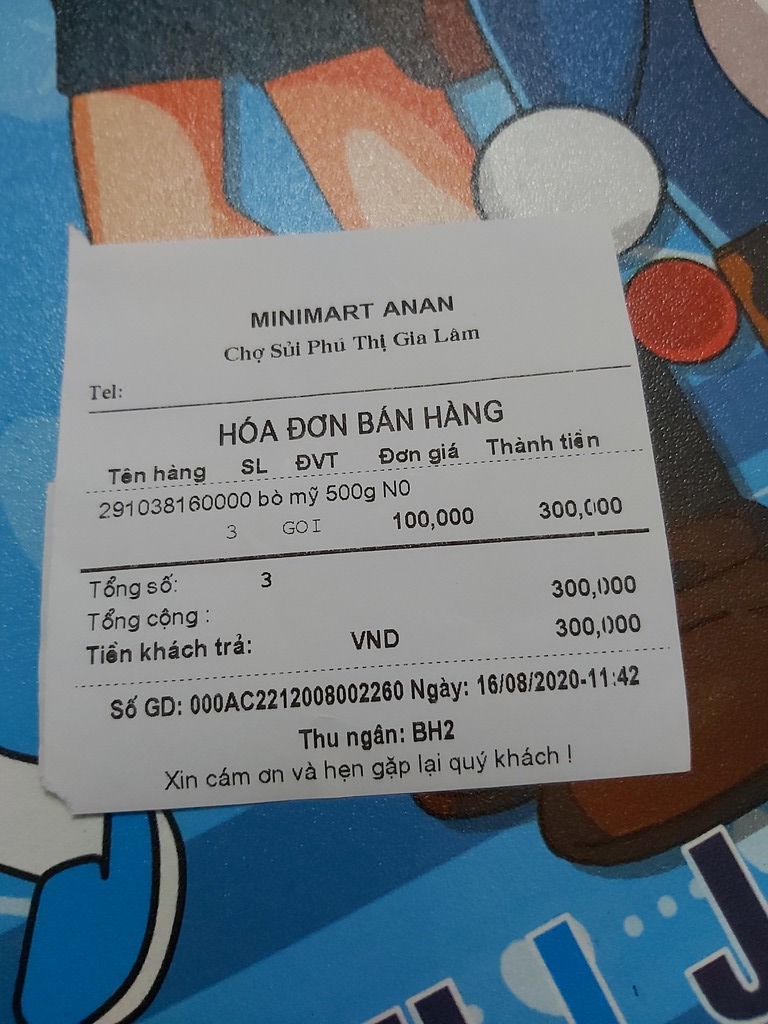 MINIMART ANAN
Chợ Sủi Phú Thị Gia Lâm
Tel:
HÓA ĐƠN BÁN HÀNG
Tên hàng SL ĐVT Đơn giá Thành tiền
291038160000 bò mỹ 500g N0
3 GOI 100,000 300,000
Tổng số: 3
Tổng cộng : 300,000
Tiền khách trả: VND 300,000
Số GD: 000AC2212008002260 Ngày: 16/08/2020-11:42
Thu ngân: BH2
Xin cám ơn và hẹn gặp lại quý khách !